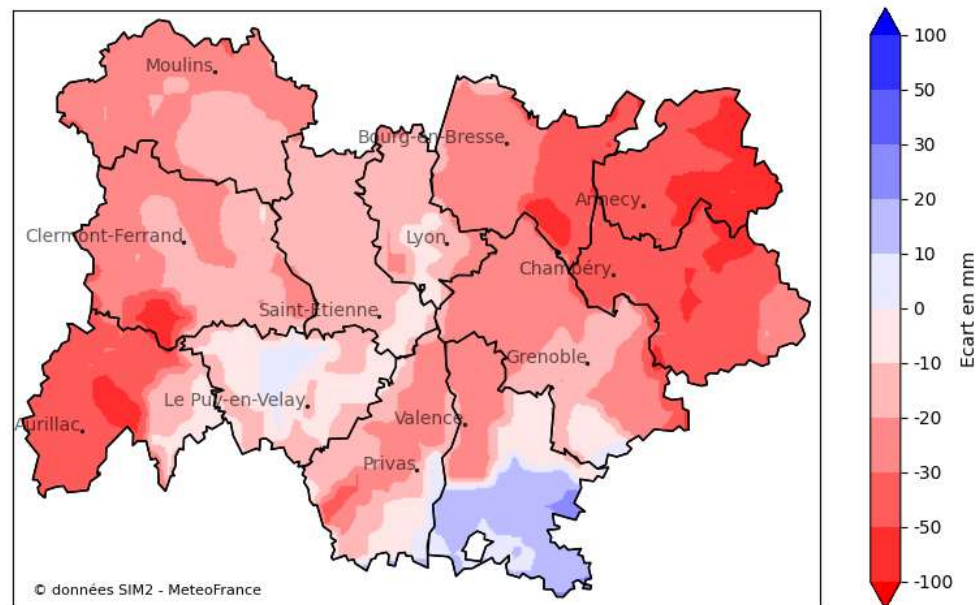 Moulins
Bourg-en-Bresse
Annecy
Clermont-Ferrand
Lyon
Chambéry
Saint-Etienne
Grenoble
Le Puy-en-Velay
Aurillac
Valence
Privas
© données SIM2 - MeteoFrance
100
50
30
20
10
0
-10
-20
-30
-50
-100
Ecart en mm